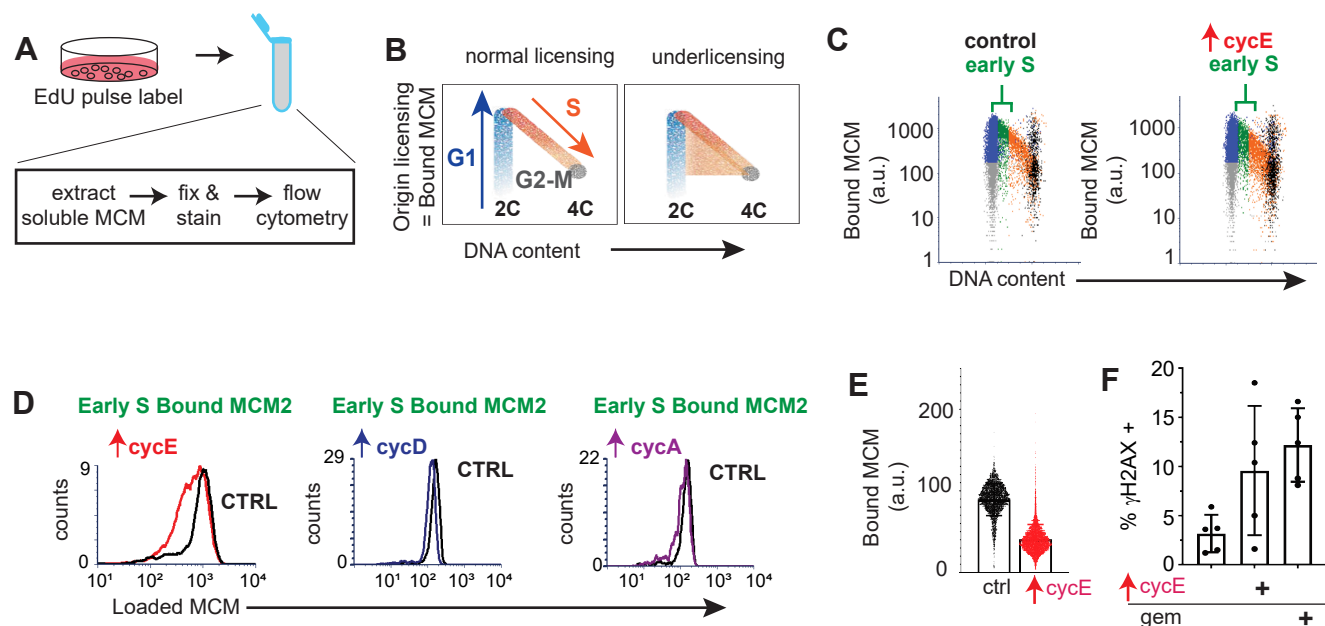 A
EdU pulse label
extract
soluble MCM
fix &
stain
flow
cytometry
B
normal licensing
underlicensing
Origin licensing
= Bound MCM
G1
S
G2-M
2C
4C
2C
4C
DNA content
C
control
early S
cycE
early S
Bound MCM
(a.u.)
1000
100
10
1
Bound MCM
(a.u.)
1000
100
10
1
DNA content
D
Early S Bound MCM2
cycE
CTRL
counts
9
0
10¹ 10² 10³ 10⁴
Early S Bound MCM2
cycD
CTRL
counts
29
0
10¹ 10² 10³ 10⁴
Early S Bound MCM2
cycA
CTRL
counts
22
0
10¹ 10² 10³ 10⁴
Loaded MCM
E
Bound MCM
(a.u.)
200
100
0
ctrl
cycE
F
% γH2AX +
20
15
10
5
0
cycE +
gem +